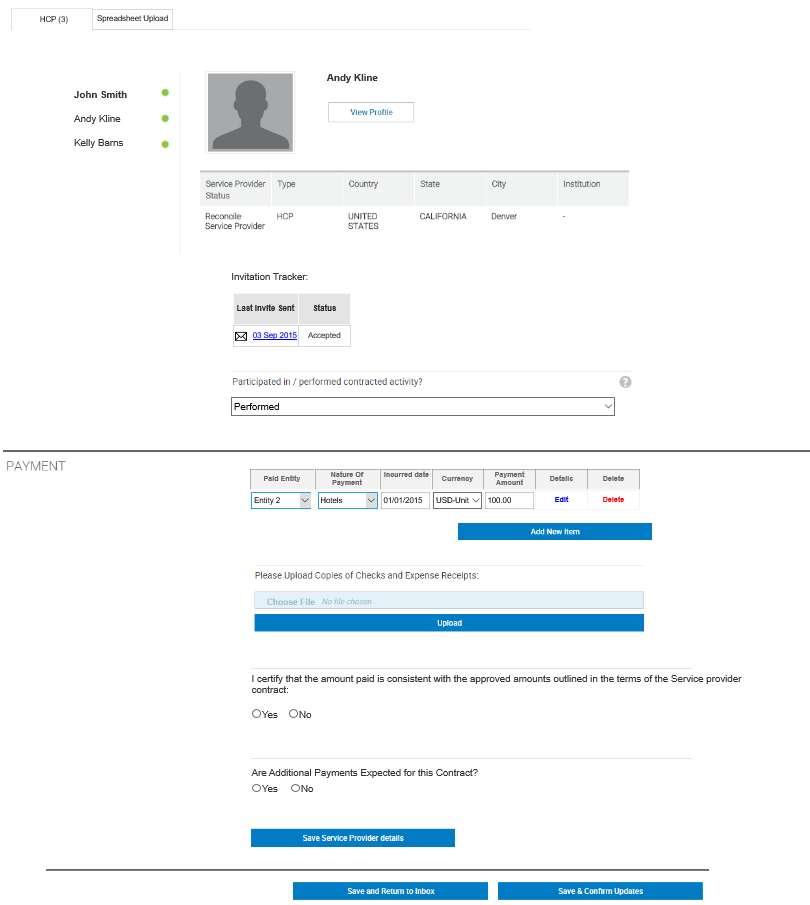 HCP (3)
Spreadsheet Upload
John Smith
Andy Kline
Kelly Barns
Andy Kline
View Profile
Service Provider Status
Type
Country
State
City
Institution
Reconcile
Service Provider
HCP
UNITED
STATES
CALIFORNIA
Denver
-
Invitation Tracker:
Last Invite Sent
Status
03 Sep 2015
Accepted
Participated in / performed contracted activity?
?
Performed
PAYMENT
Paid Entity
Nature Of
Payment
Incurred date
Currency
Payment
Amount
Details
Delete
Entity 2
Hotels
01/01/2015
USD-Unit
100.00
Edit
Delete
Add New Item
Please Upload Copies of Checks and Expense Receipts:
Choose File No file chosen
Upload
I certify that the amount paid is consistent with the approved amounts outlined in the terms of the Service provider
contract:
Yes No
Are Additional Payments Expected for this Contract?
Yes No
Save Service Provider details
Save and Return to Inbox
Save & Confirm Updates